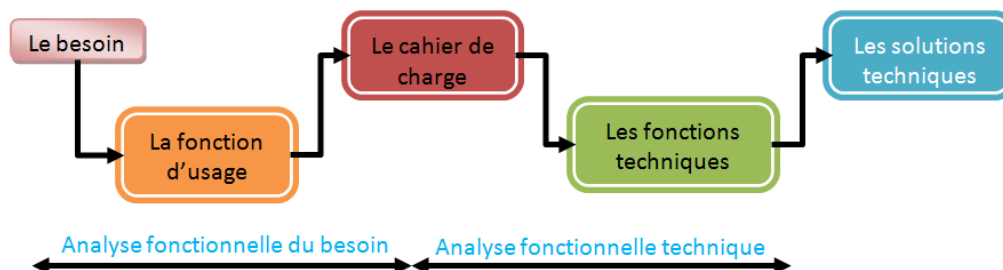 Le besoin
La fonction
d’usage
Le cahier de
charge
Les fonctions
techniques
Les solutions
techniques
Analyse fonctionnelle du besoin
Analyse fonctionnelle technique